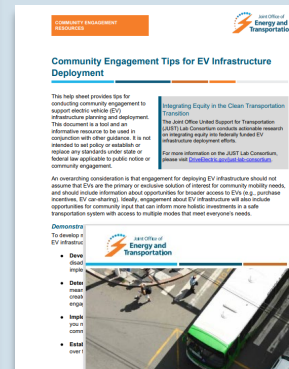 COMMUNITY ENGAGEMENT
RESOURCES
Joint Office of
Energy and
Transportation
Community Engagement Tips for EV Infrastructure
Deployment
This help sheet provides tips for
conducting community engagement to
support electric vehicle (EV)
infrastructure planning and deployment.
This document is a tool and an
informative resource to be used in
conjunction with other guidance. It is not
intended to set policy or establish or
replace any standards under state or
federal law applicable to public notice or
community engagement.
Integrating Equity in the Clean Transportation
Transition
The Joint Office United Support for Transportation
(JUST) Lab Consortium conducts actionable research
on integrating equity into federally funded EV
infrastructure deployment efforts.
For more information on the JUST Lab Consortium,
please visit DriveElectric.gov/just-lab-consortium.
An overarching consideration is that engagement for deploying EV infrastructure should not
assume that EVs are the primary or exclusive solution of interest for community mobility needs,
and should include information about opportunities for broader access to EVs (e.g., purchase
incentives, EV car-sharing). Ideally, engagement about EV infrastructure will also include
opportunities for community input that can inform more holistic investments in a safe
transportation system with access to multiple modes that meet everyone's needs.
Demonstra
To develop m
EV infrastruc
Deve
disad
imple
Deter
mean
create
engag
Imple
you m
comm
Estab
over t
Joint Office of
Energy and
Transportation